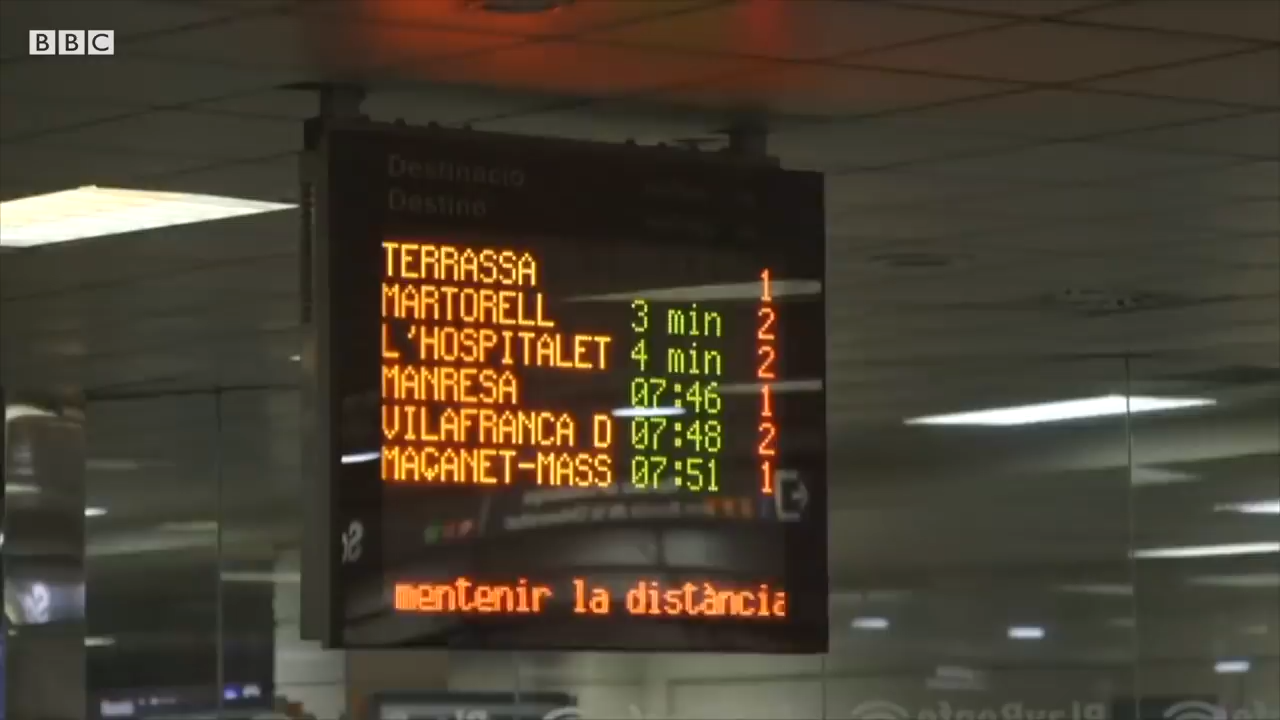 BBC
Destinació
Destino
TERRASSA 1
MARTORELL 3 min 2
L'HOSPITALET 4 min 2
MANRESA 07:46 1
VILAFRANCA D 07:48 2
MAÇANET-MASS 07:51 1
mentenir la distància